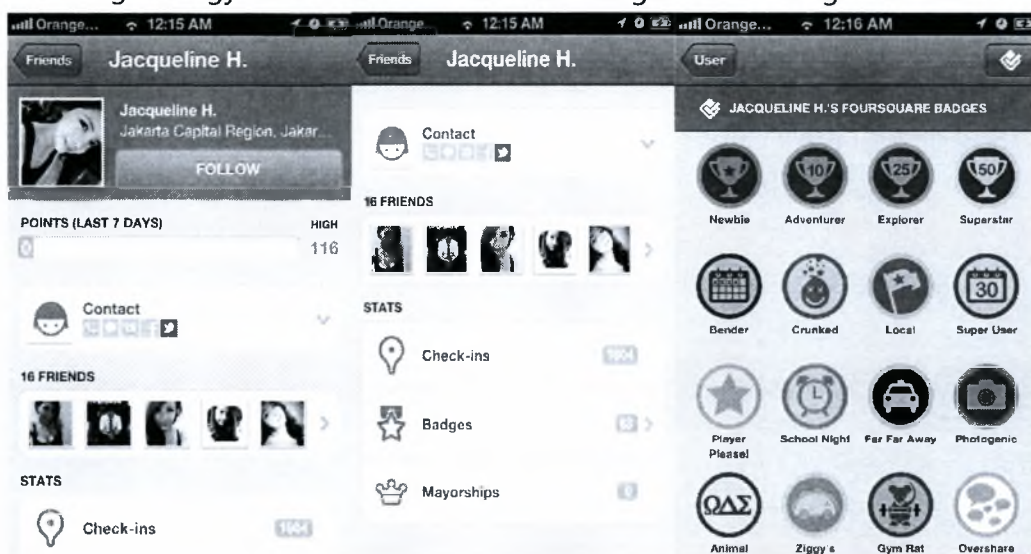 Orange... 12:15 AM
Friends
Jacqueline H.
Jacqueline H.
Jakarta Capital Region, Jakar...
FOLLOW
POINTS (LAST 7 DAYS)
HIGH
0
116
Contact
16 FRIENDS
STATS
Check-ins
1604
Orange... 12:15 AM
Friends
Jacqueline H.
Contact
16 FRIENDS
STATS
Check-ins
1604
Badges
Mayorships
0
Orange... 12:16 AM
User
JACQUELINE H.'S FOURSQUARE BADGES
10
25
50
Newbie
Adventurer
Explorer
Superstar
30
Bender
Crunked
Local
Super User
Player
Please!
School Night
Far Far Away
Photogenic
ΩΔΣ
Animal
Ziggy's
Gym Rat
Overshare